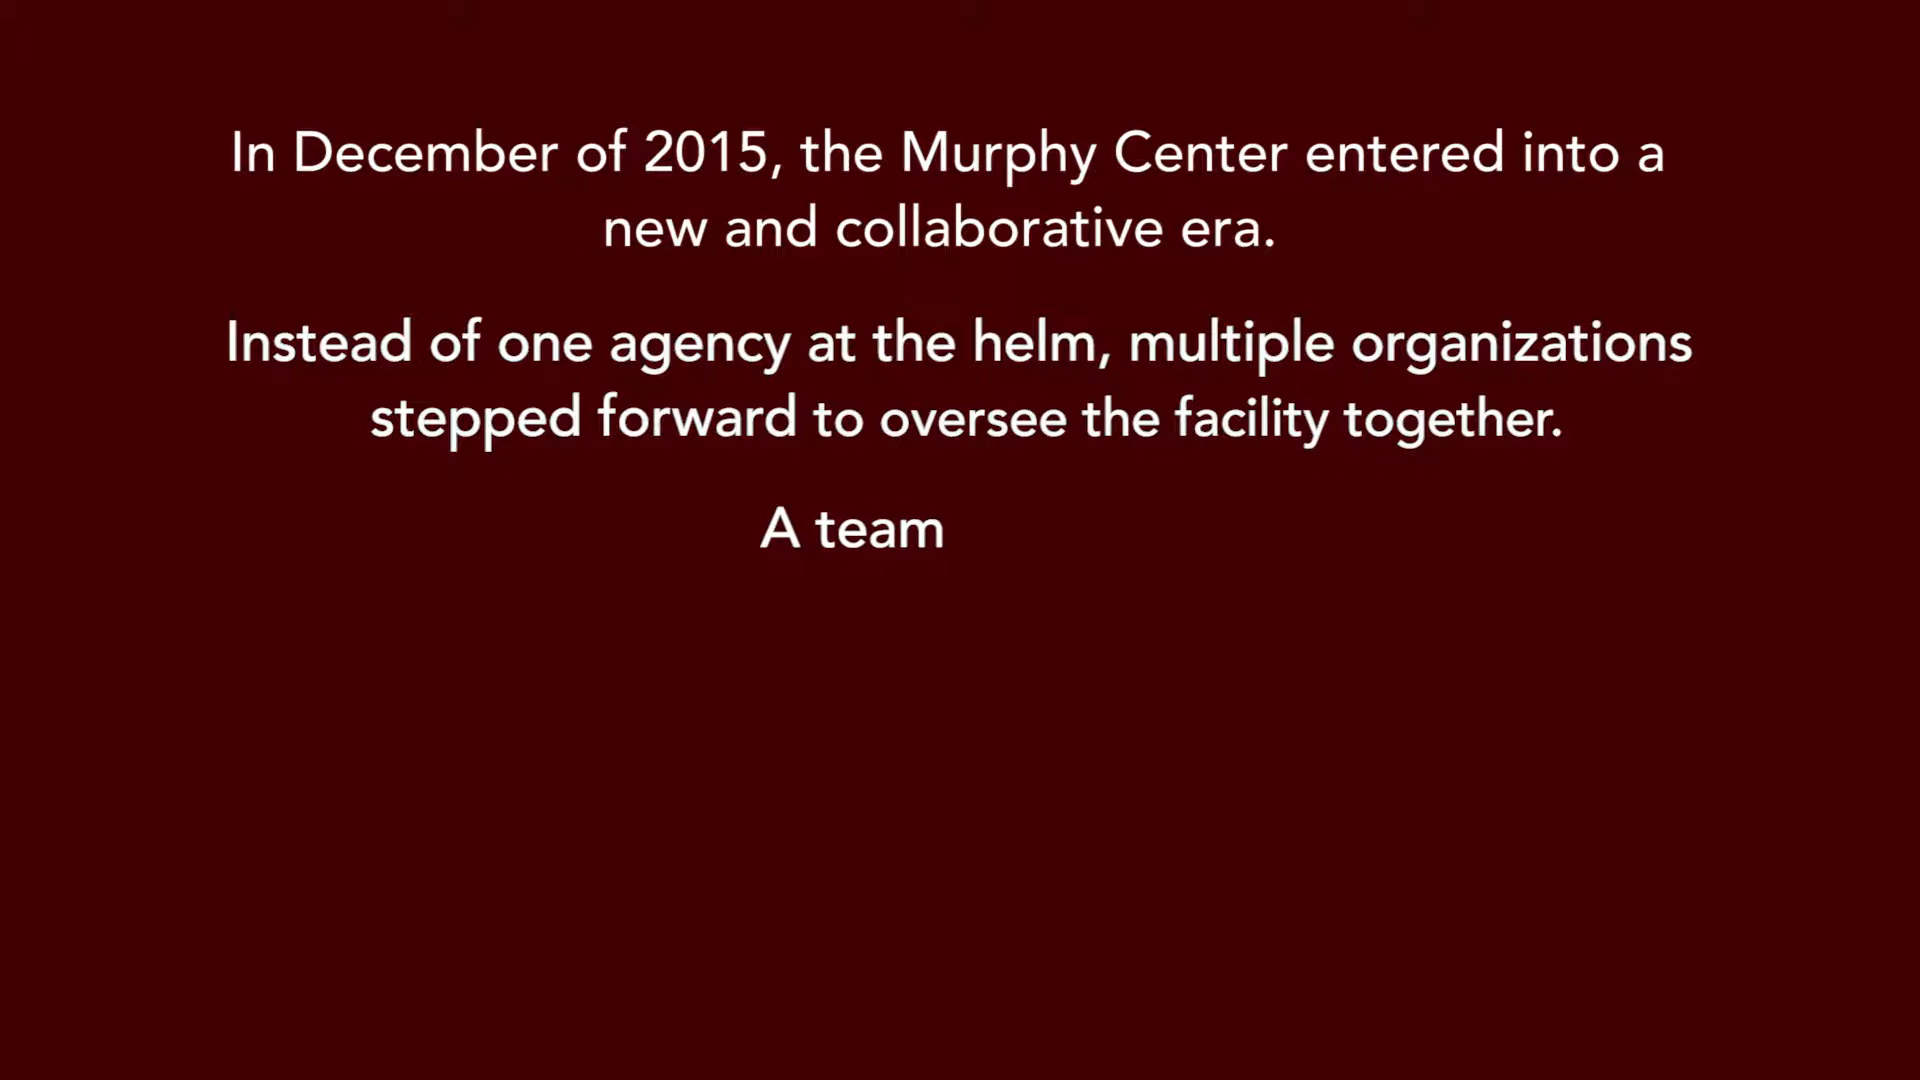 In December of 2015, the Murphy Center entered into a
new and collaborative era.
Instead of one agency at the helm, multiple organizations
stepped forward to oversee the facility together.
A team